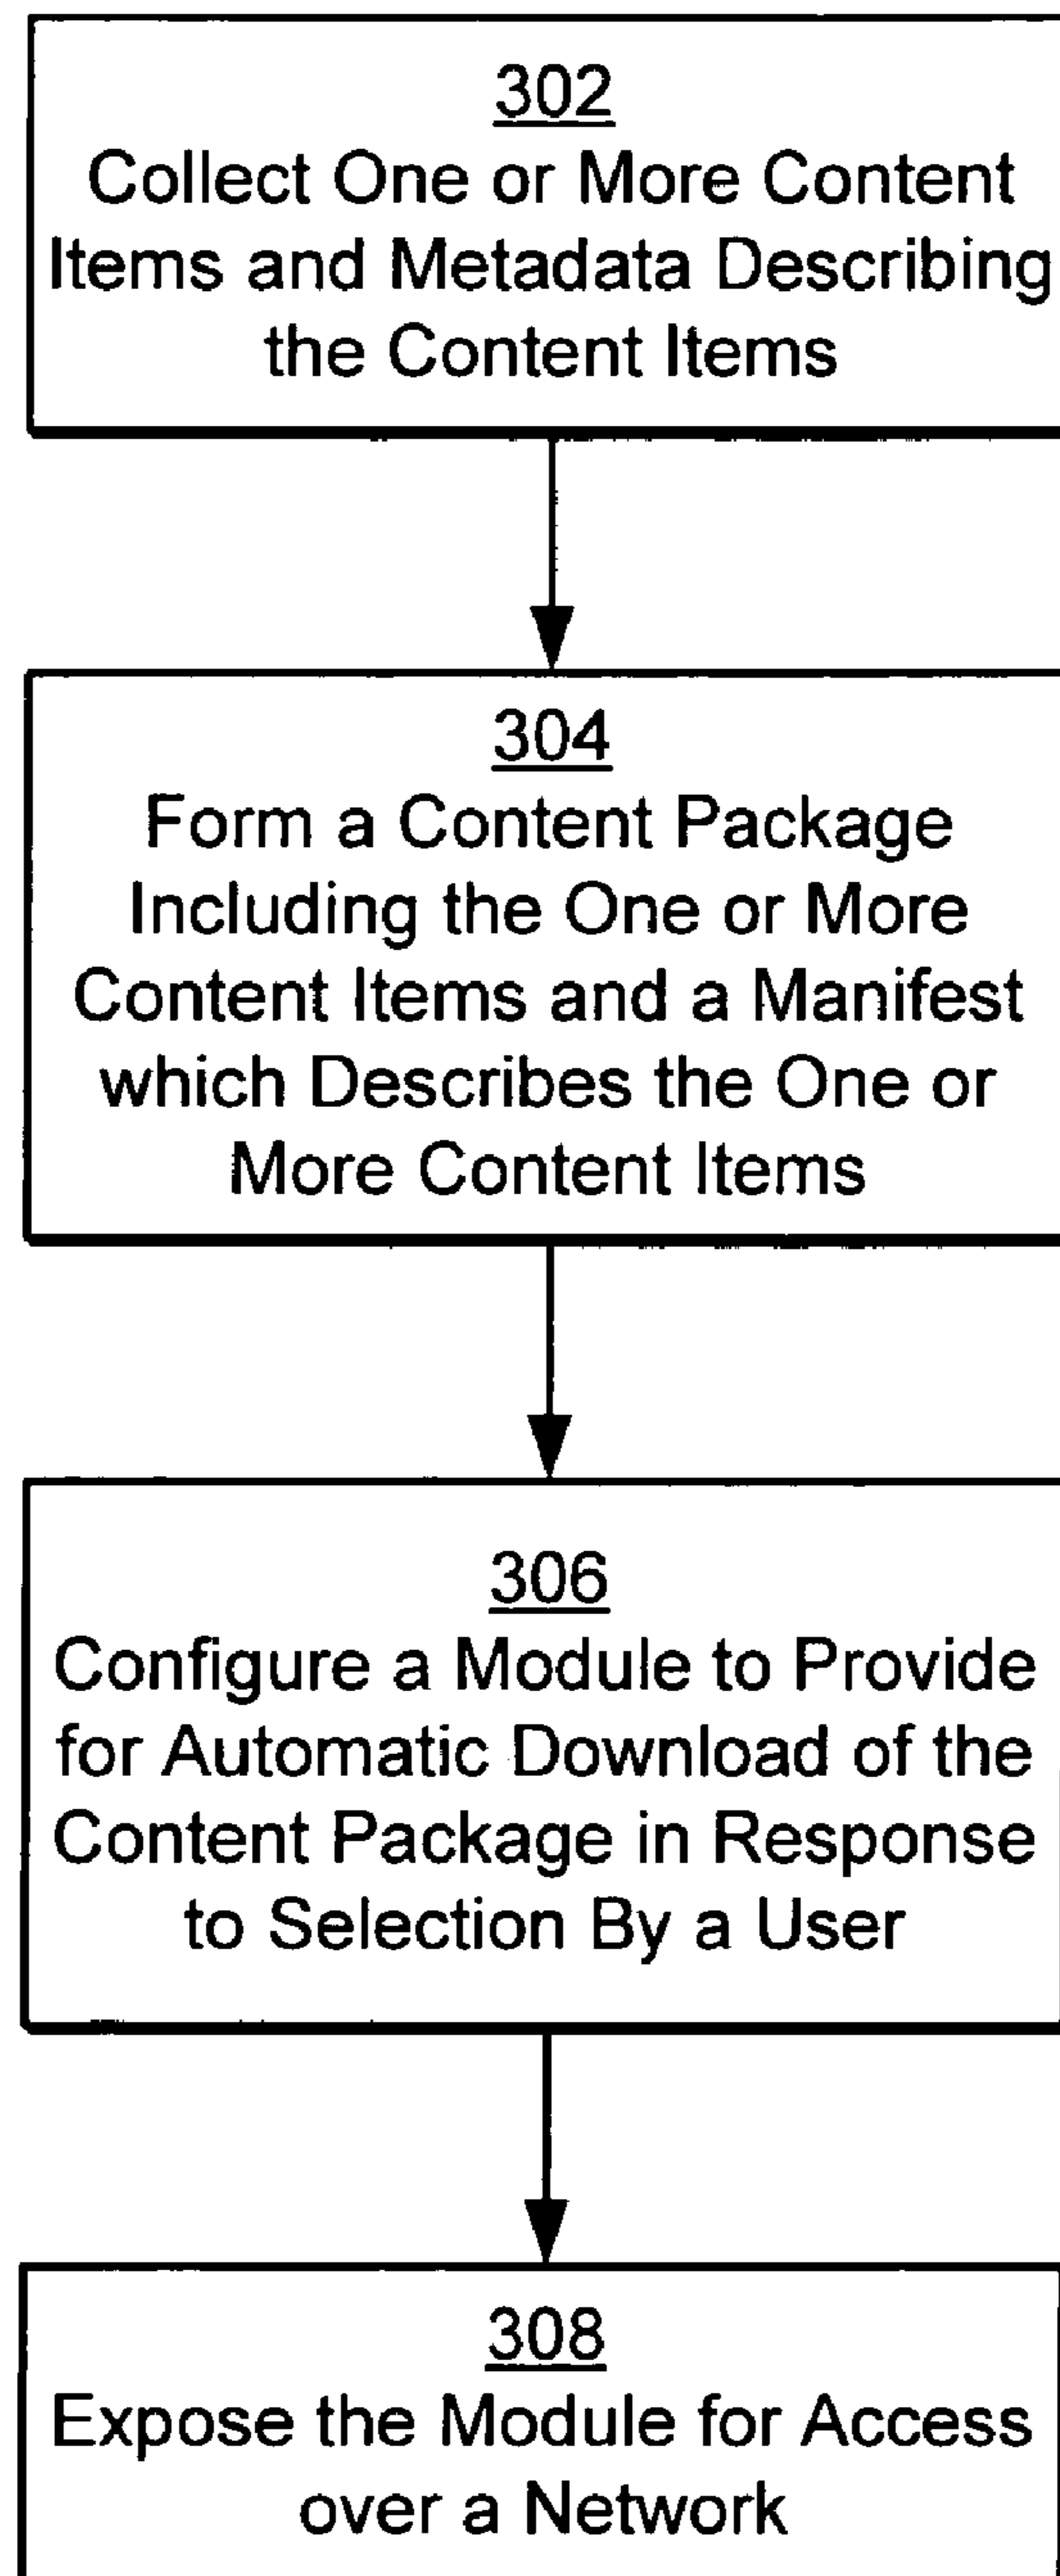 302
Collect One or More Content
Items and Metadata Describing
the Content Items
304
Form a Content Package
Including the One or More
Content Items and a Manifest
which Describes the One or
More Content Items
306
Configure a Module to Provide
for Automatic Download of the
Content Package in Response
to Selection By a User
308
Expose the Module for Access
over a Network